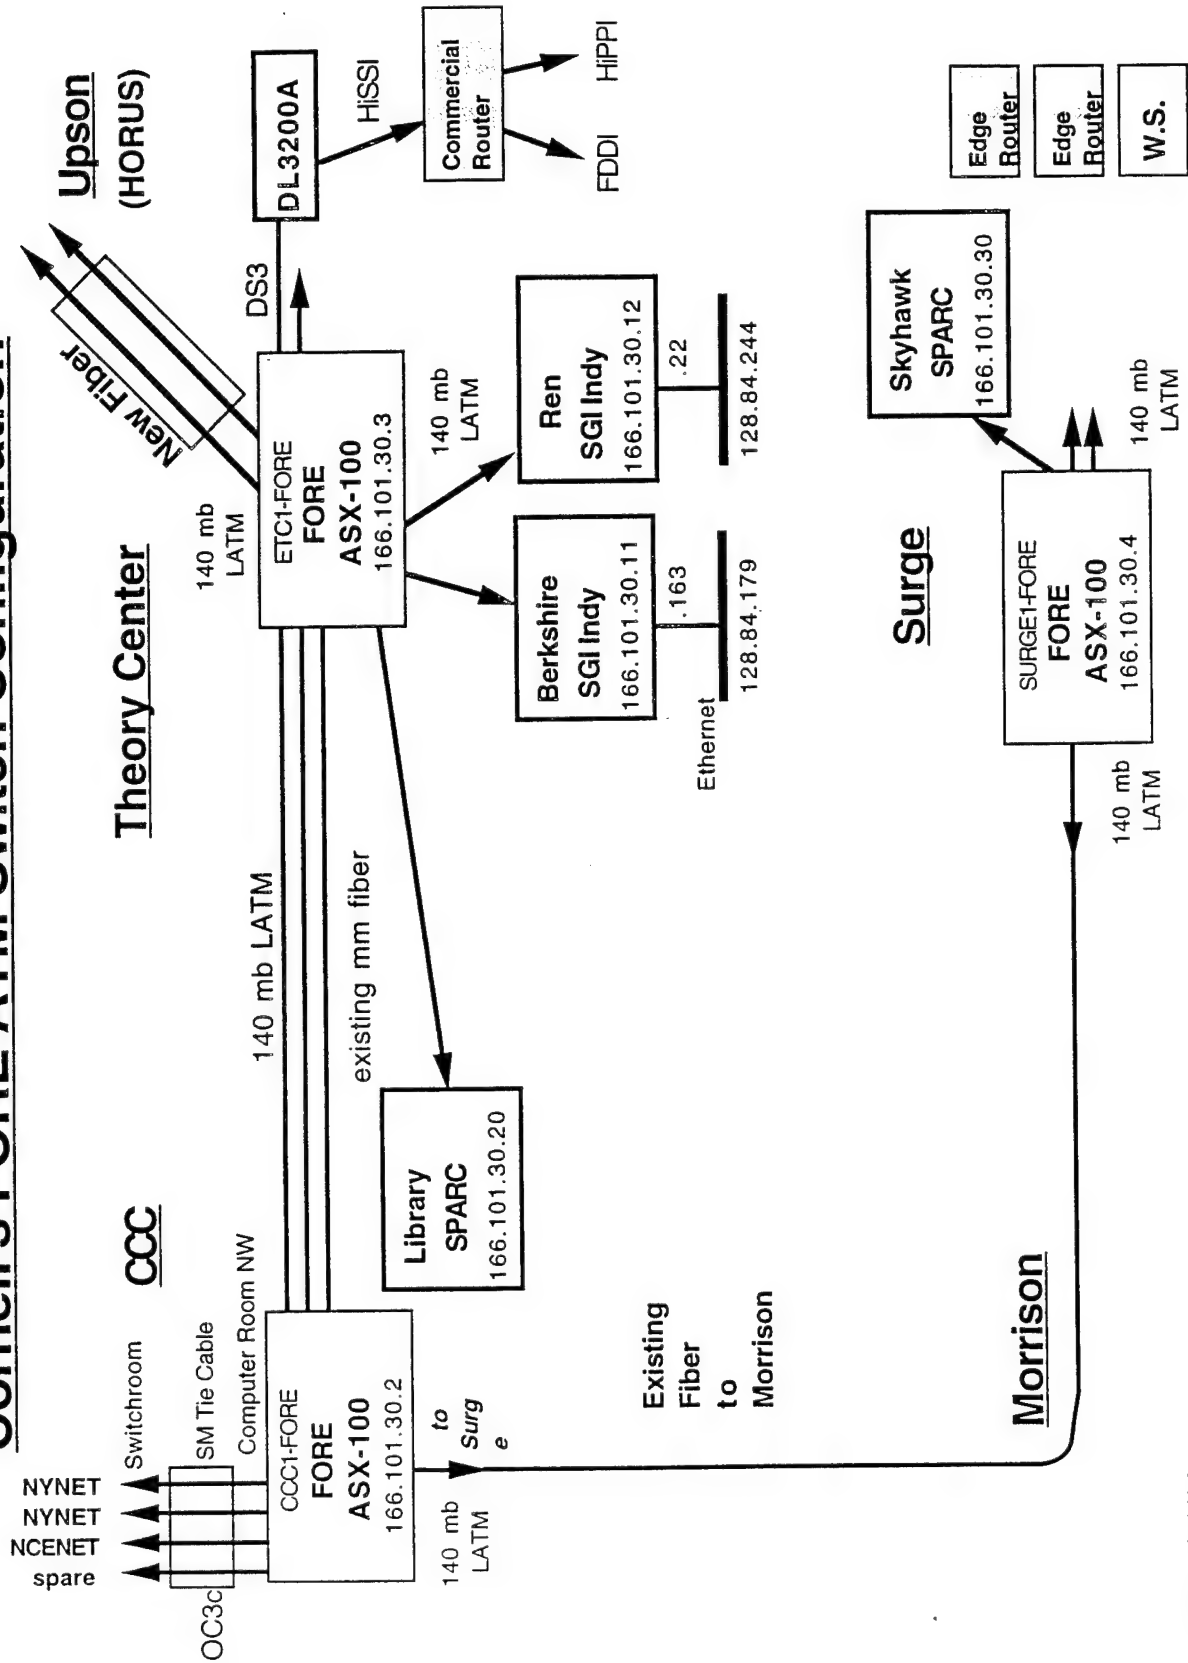 Cornell's FORE ATM Switch Configuration
NYNET
NYNET
NCENET
spare
Switchroom
SM Tie Cable
OC3c
Computer Room NW
CCC
CCC1-FORE
FORE
ASX-100
166.101.30.2
140 mb
LATM
to
Surg
e
Existing
Fiber
to
Morrison
Morrison
Theory Center
140 mb LATM
existing mm fiber
Library
SPARC
166.101.30.20
140 mb
LATM
New Fiber
Upson
(HORUS)
ETC1-FORE
FORE
ASX-100
166.101.30.3
DS3
DL3200A
HiSSI
Commercial
Router
FDDI
HiPPI
140 mb
LATM
Berkshire
SGI Indy
166.101.30.11
.163
Ethernet
128.84.179
Ren
SGI Indy
166.101.30.12
.22
128.84.244
Surge
SURGE1-FORE
FORE
ASX-100
166.101.30.4
140 mb
LATM
140 mb
LATM
Skyhawk
SPARC
166.101.30.30
Edge
Router
Edge
Router
W.S.